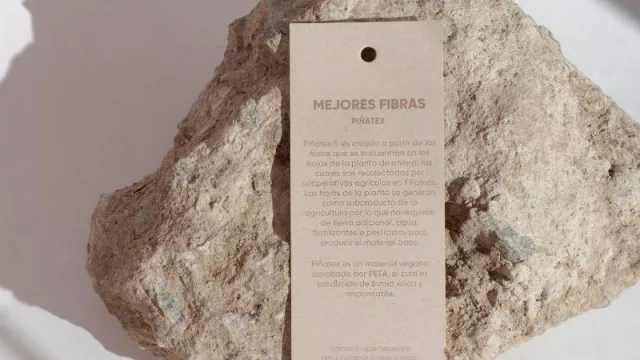 MEJORES FIBRAS
PIÑATEX
Piñatex ® es creado a partir de las
fibras que se encuentran en las
hojas de la planta de ananá, las
cuales son recolectadas por
cooperativas agrícolas en Filipinas.
Las hojas de la planta se generan
como subproducto de la
agricultura por lo que no requiere
de tierra adicional, agua,
fertilizantes o pesticidas para
producir el material base.
Piñatex es un material vegano
aprobado por PETA, el cual es
producido de forma ética y
responsable.
lo que hacemos